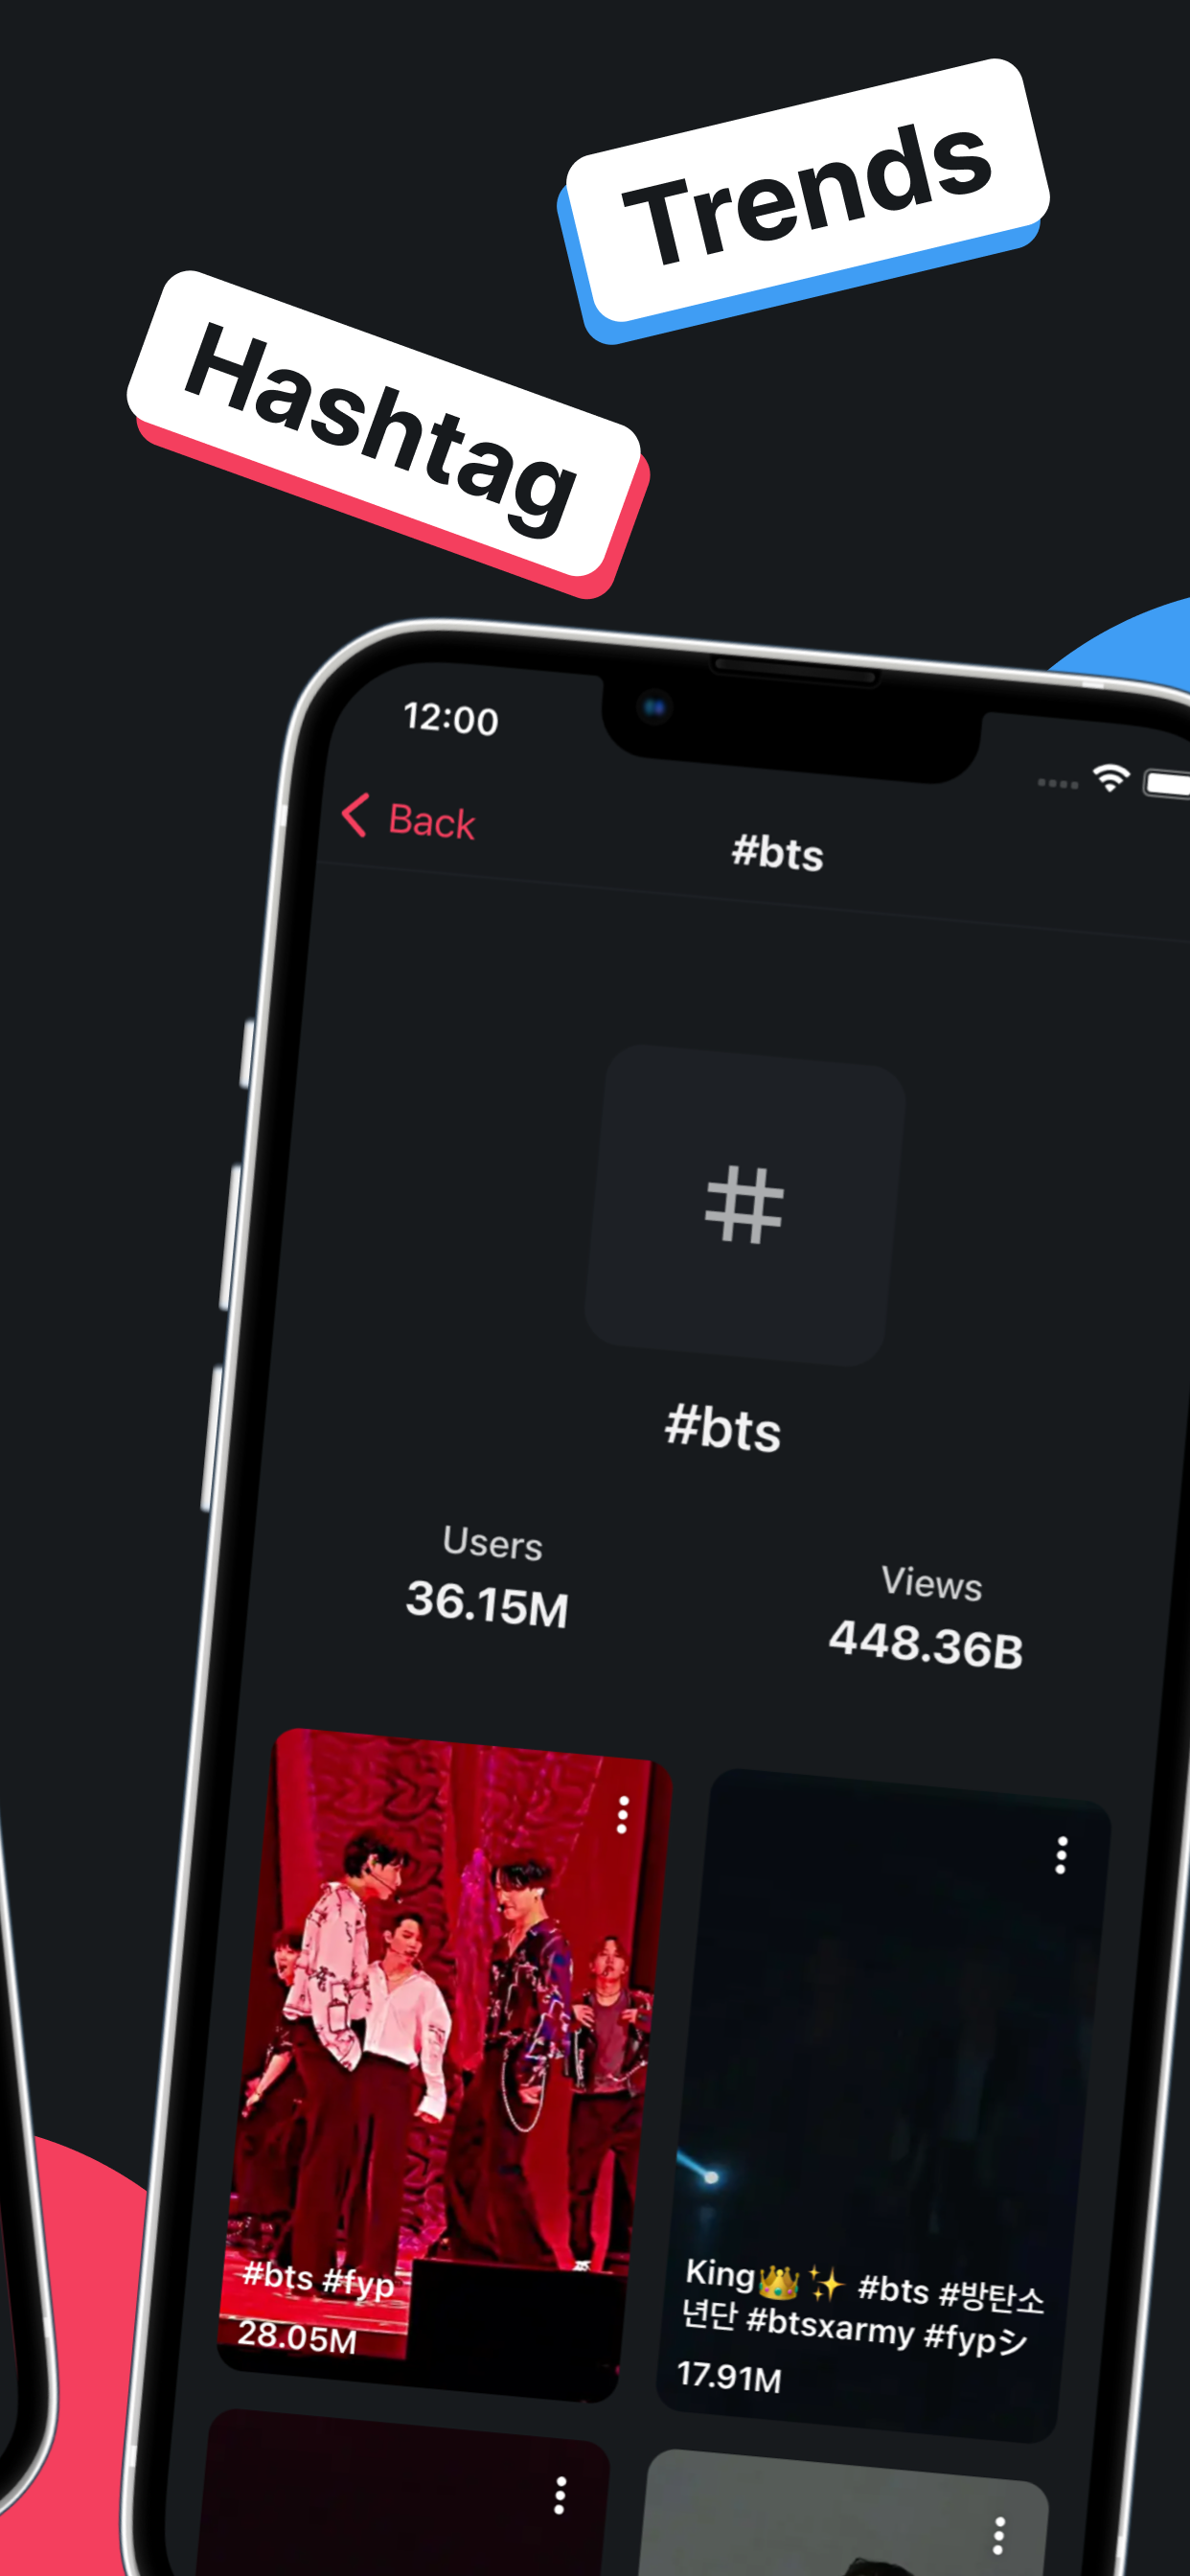 Trends
Hashtag
12:00
Back
#bts
#
#bts
Users
36.15M
Views
448.36B
#bts #fyp
28.05M
King👑✨ #bts #방탄소
년단 #btsxarmy #fypシ
17.91M